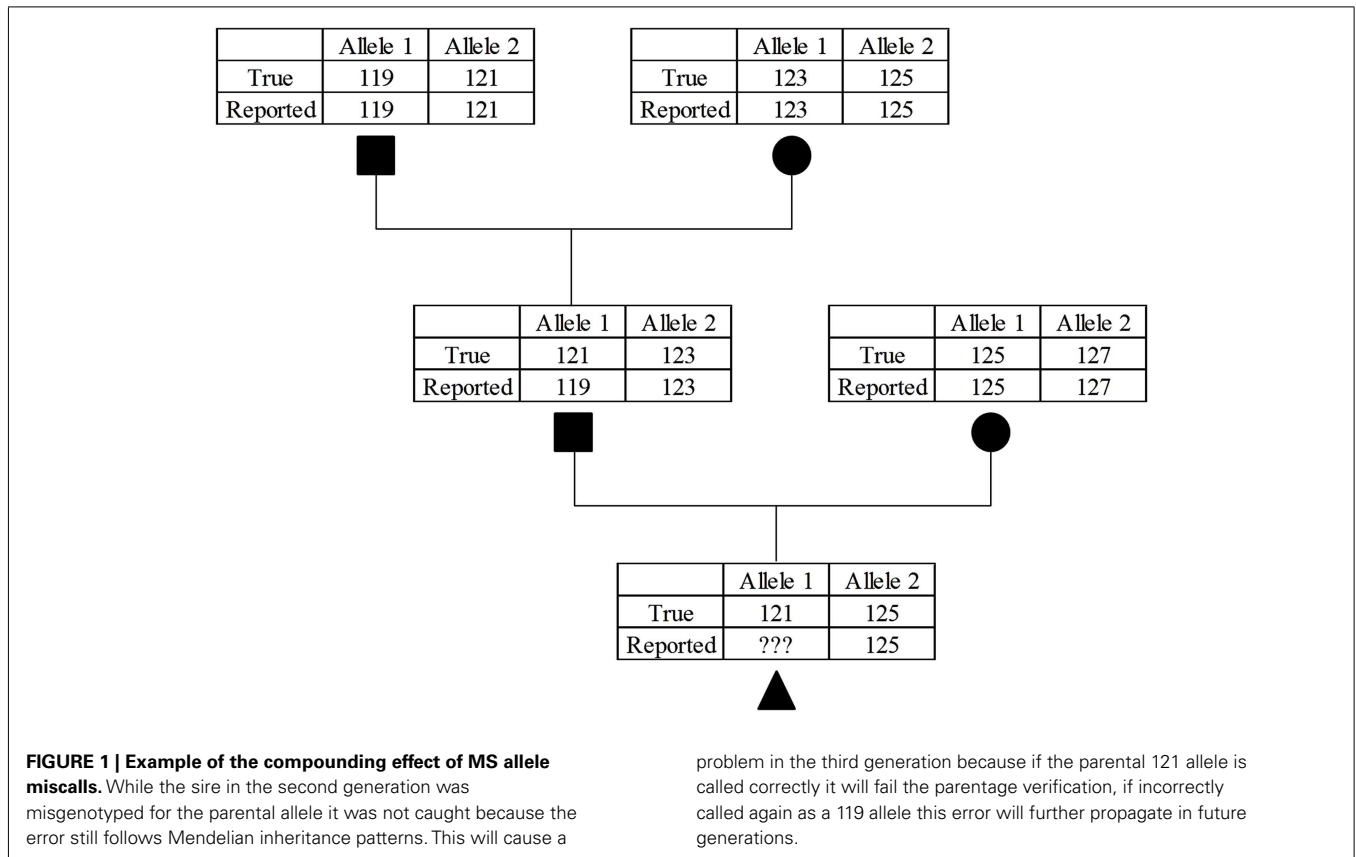 Allele 1 Allele 2
True 119 121
Reported 119 121
Allele 1 Allele 2
True 123 125
Reported 123 125
Allele 1 Allele 2
True 121 123
Reported 119 123
Allele 1 Allele 2
True 125 127
Reported 125 127
Allele 1 Allele 2
True 121 125
Reported ??? 125
FIGURE 1 | Example of the compounding effect of MS allele
miscalls. While the sire in the second generation was
misgenotyped for the parental allele it was not caught because the
error still follows Mendelian inheritance patterns. This will cause a
problem in the third generation because if the parental 121 allele is
called correctly it will fail the parentage verification, if incorrectly
called again as a 119 allele this error will further propagate in future
generations.